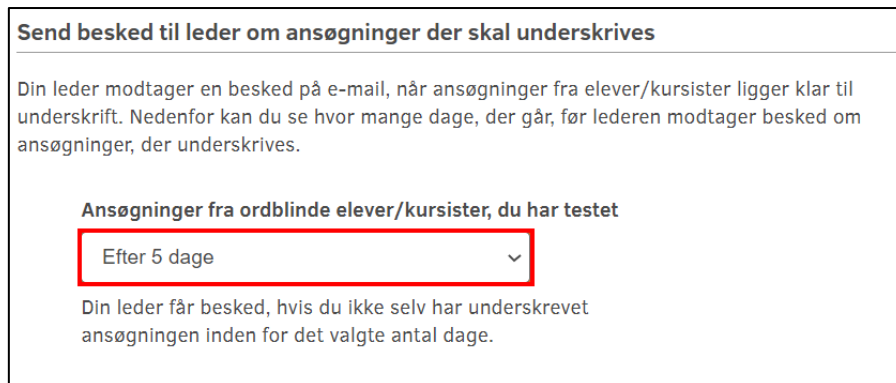 Send besked til leder om ansøgninger der skal underskrives
Din leder modtager en besked på e-mail, når ansøgninger fra elever/kursister ligger klar til
underskrift. Nedenfor kan du se hvor mange dage, der går, før lederen modtager besked om
ansøgninger, der underskrives.
Ansøgninger fra ordblinde elever/kursister, du har testet
Efter 5 dage
Din leder får besked, hvis du ikke selv har underskrevet
ansøgningen inden for det valgte antal dage.